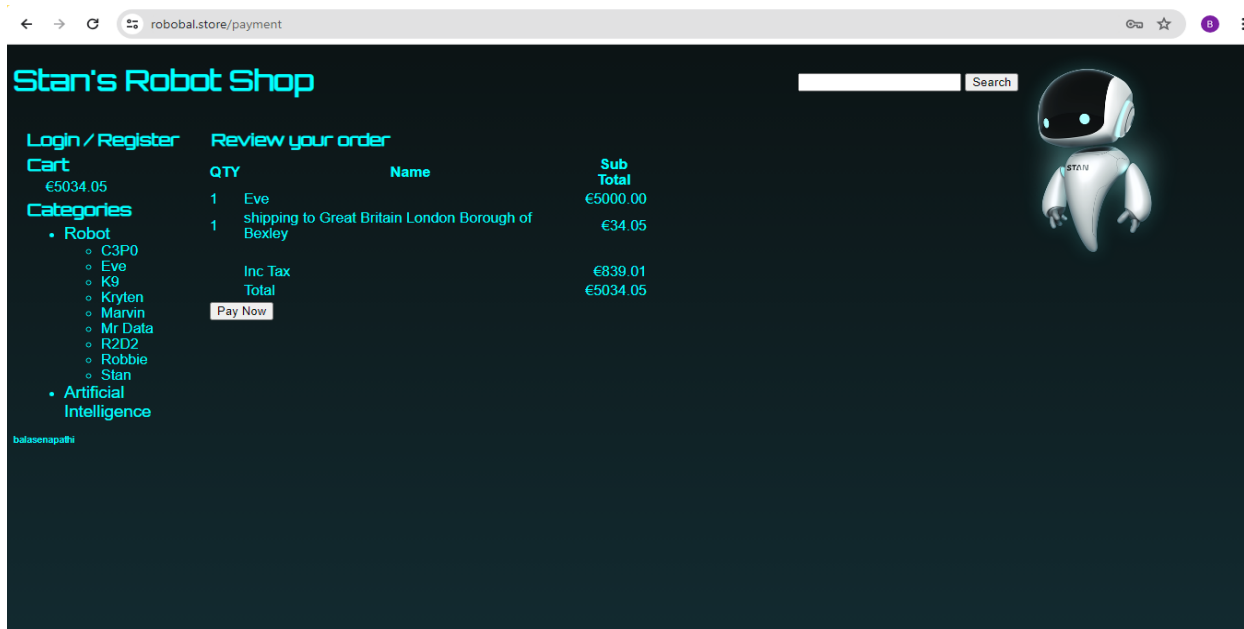 robobal.store/payment
B
Stan's Robot Shop
Search
STAN
Login / Register
Cart
€5034.05
Categories
Robot
C3P0
Eve
K9
Kryten
Marvin
Mr Data
R2D2
Robbie
Stan
Artificial
Intelligence
balasenapathi
Review your order
QTY Name Sub
Total
1 Eve €5000.00
1 shipping to Great Britain London Borough of
Bexley €34.05
Inc Tax €839.01
Total €5034.05
Pay Now